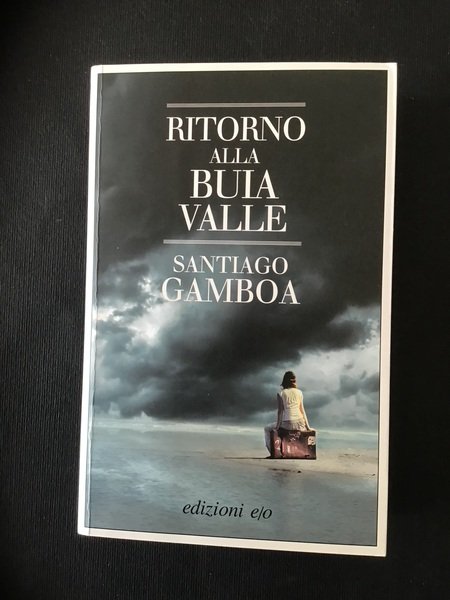 RITORNO
ALLA
BUIA
VALLE
SANTIAGO
GAMBOA
edizioni e/o